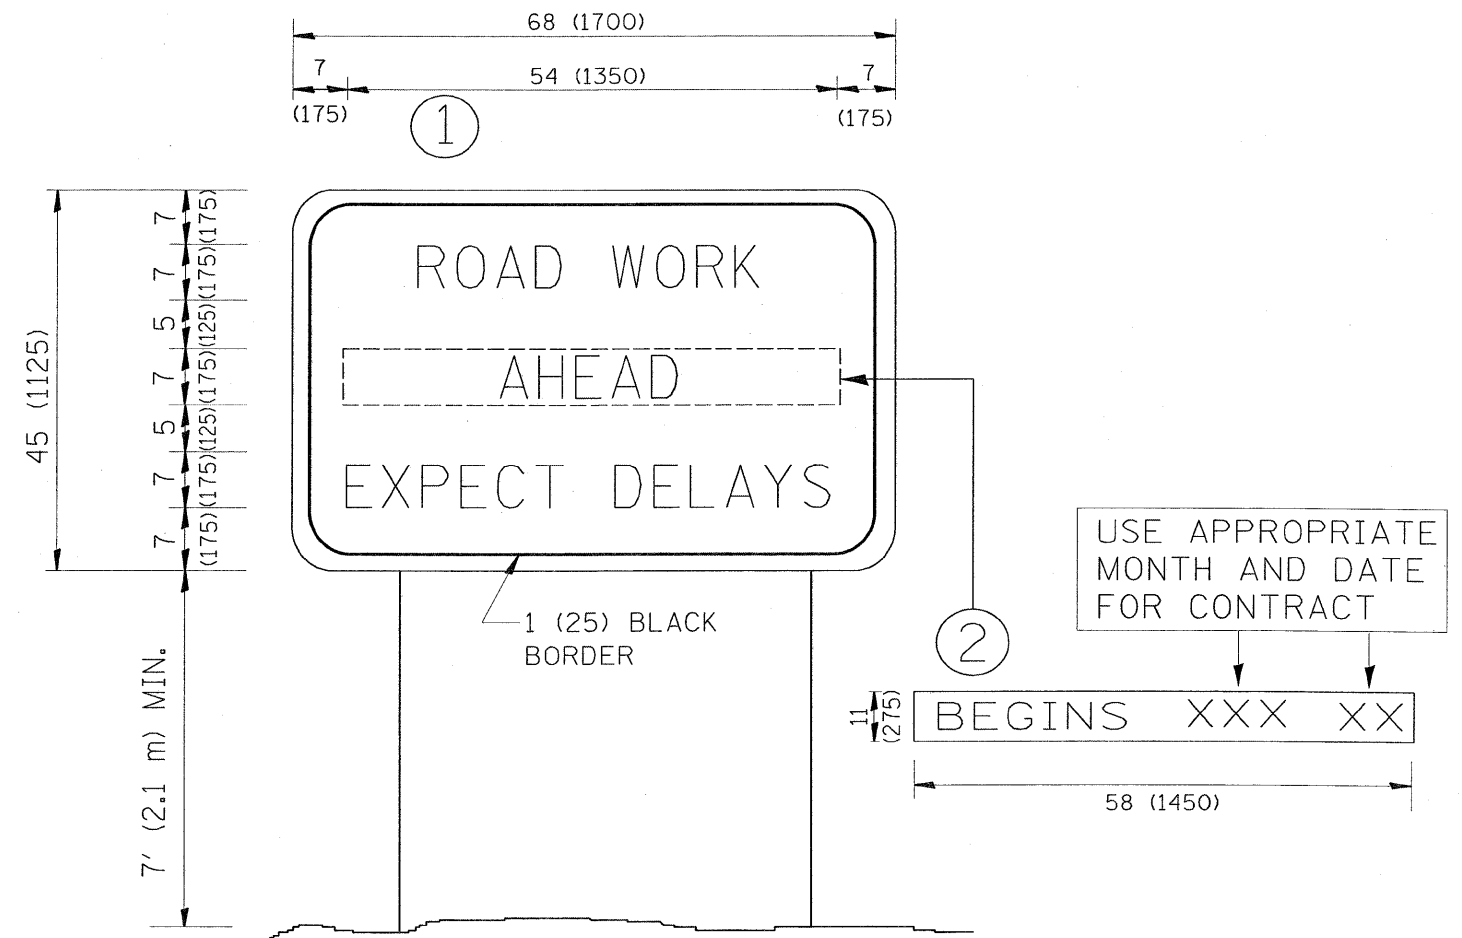 68 (1700)
7
54 (1350)
7
(175)
(175)
1
45 (1125)
7
(175)
7
(175)
5
(125)
7
(175)
5
(125)
7
(175)
7
(175)
ROAD WORK
AHEAD
EXPECT DELAYS
1 (25) BLACK
BORDER
7' (2.1 m) MIN.
2
USE APPROPRIATE
MONTH AND DATE
FOR CONTRACT
11
(275)
BEGINS XXX XX
58 (1450)